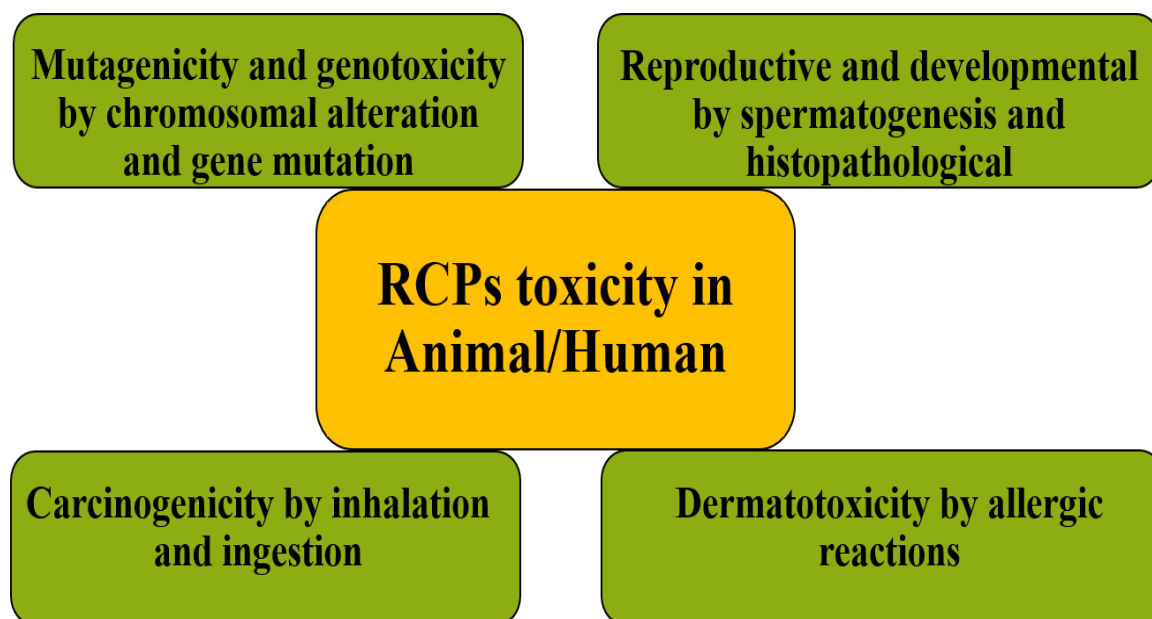 Mutagenicity and genotoxicity
by chromosomal alteration
and gene mutation
Reproductive and developmental
by spermatogenesis and
histopathological
RCPs toxicity in
Animal/Human
Carcinogenicity by inhalation
and ingestion
Dermatotoxicity by allergic
reactions